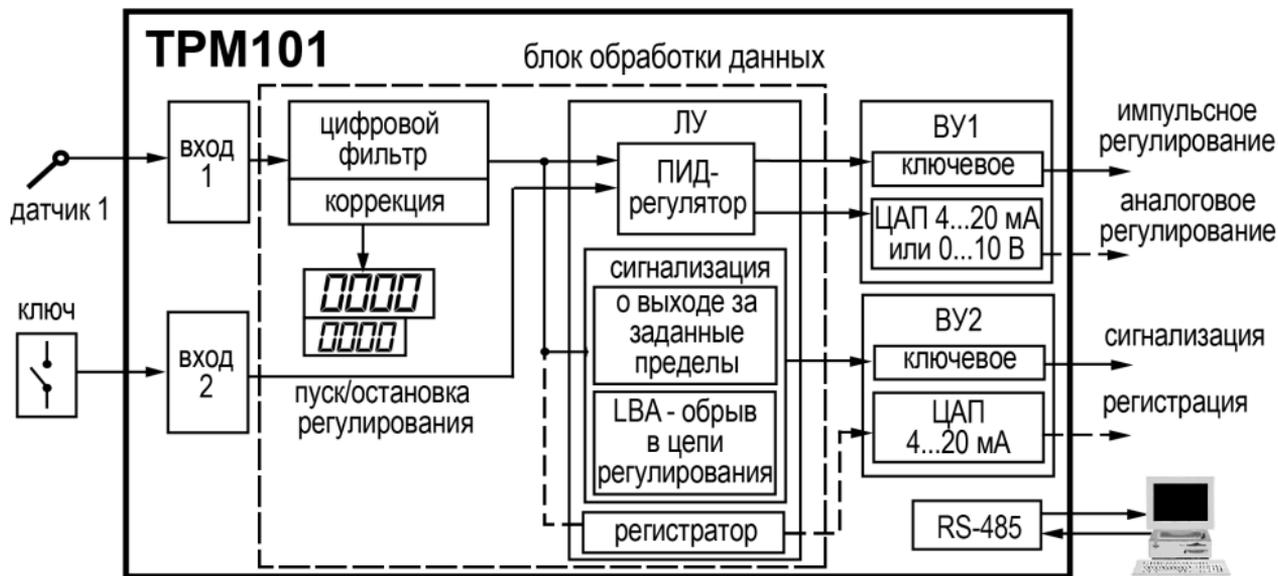 ТРМ101
блок обработки данных
датчик 1
вход
1
цифровой
фильтр
коррекция
0000
0000
ключ
вход
2
пуск/остановка
регулирования
ЛУ
ПИД-
регулятор
сигнализация
о выходе за
заданные
пределы
LBA - обрыв
в цепи
регулирования
регистратор
ВУ1
ключевое
ЦАП 4...20 мА
или 0...10 В
ВУ2
ключевое
ЦАП
4...20 мА
RS-485
импульсное
регулирование
аналоговое
регулирование
сигнализация
регистрация